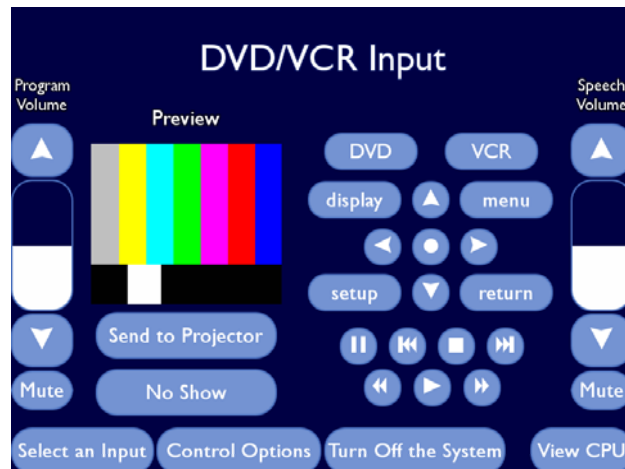 DVD/VCR Input
Program
Volume
Speech
Volume
Preview
DVD
VCR
display
menu
setup
return
Send to Projector
No Show
Mute
Mute
Select an Input
Control Options
Turn Off the System
View CPU